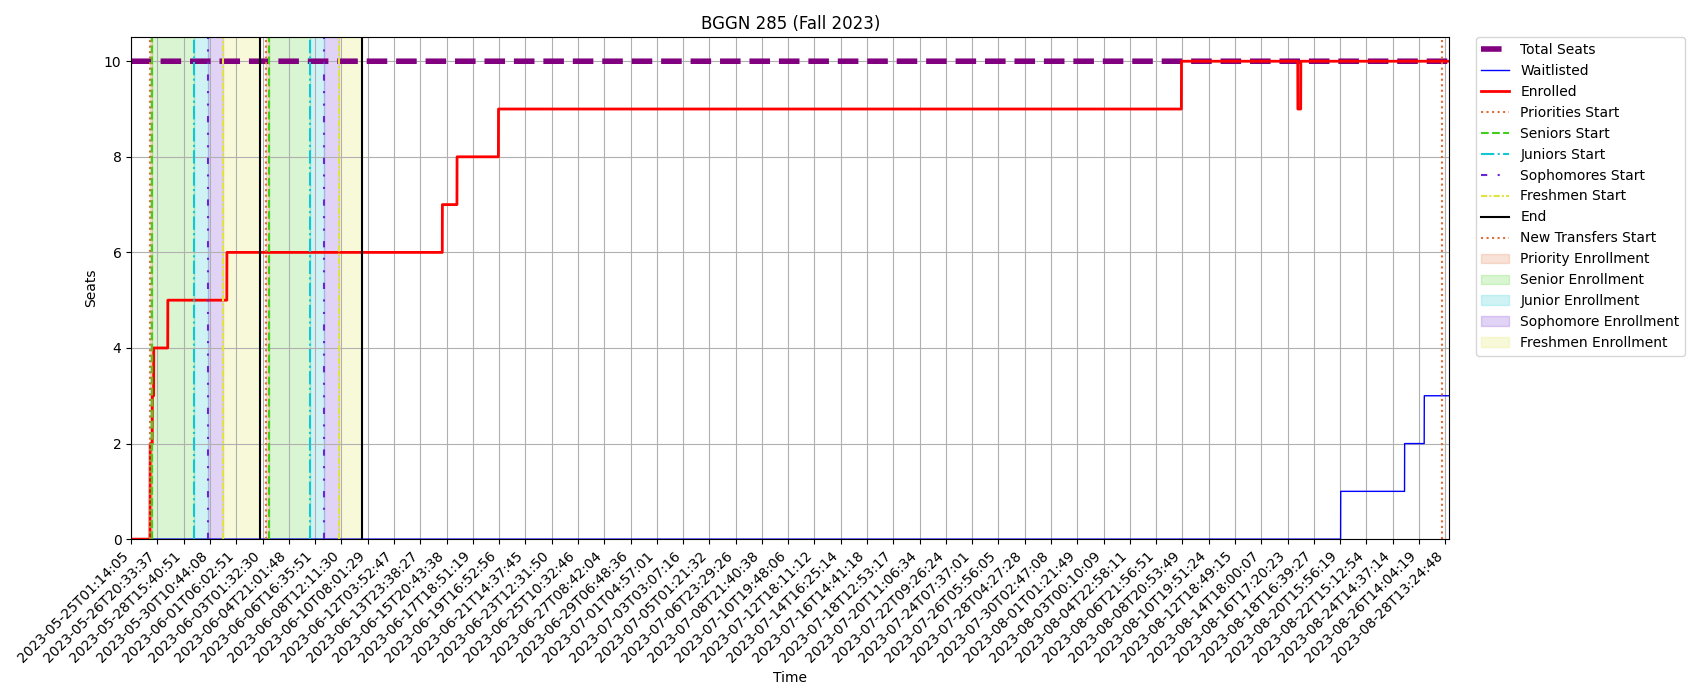 BGGN 285 (Fall 2023)
Seats
10
8
6
4
2
0
2023-05-25T01:14:05
2023-05-26T20:33:37
2023-05-28T15:40:51
2023-05-30T10:44:08
2023-06-01T06:02:51
2023-06-03T01:32:30
2023-06-04T21:01:48
2023-06-06T16:35:51
2023-06-08T12:11:30
2023-06-10T08:01:29
2023-06-12T03:52:47
2023-06-13T23:38:27
2023-06-15T20:43:38
2023-06-17T18:51:19
2023-06-19T16:52:56
2023-06-21T14:37:45
2023-06-23T12:31:50
2023-06-25T10:32:46
2023-06-27T08:42:04
2023-06-29T06:48:36
2023-07-01T04:57:01
2023-07-03T03:07:16
2023-07-05T01:21:32
2023-07-06T23:29:26
2023-07-08T21:40:38
2023-07-10T19:48:06
2023-07-12T18:11:12
2023-07-14T16:25:14
2023-07-16T14:41:18
2023-07-18T12:53:17
2023-07-20T11:06:34
2023-07-22T09:26:24
2023-07-24T07:37:01
2023-07-26T05:56:05
2023-07-28T04:27:28
2023-07-30T02:47:08
2023-08-01T01:21:49
2023-08-03T00:10:09
2023-08-04T22:58:11
2023-08-06T21:56:51
2023-08-08T20:53:49
2023-08-10T19:51:24
2023-08-12T18:49:15
2023-08-14T18:00:07
2023-08-16T17:20:23
2023-08-18T16:39:27
2023-08-20T15:56:19
2023-08-22T15:12:54
2023-08-24T14:37:14
2023-08-26T14:04:19
2023-08-28T13:24:48
Time
Total Seats
Waitlisted
Enrolled
Priorities Start
Seniors Start
Juniors Start
Sophomores Start
Freshmen Start
End
New Transfers Start
Priority Enrollment
Senior Enrollment
Junior Enrollment
Sophomore Enrollment
Freshmen Enrollment